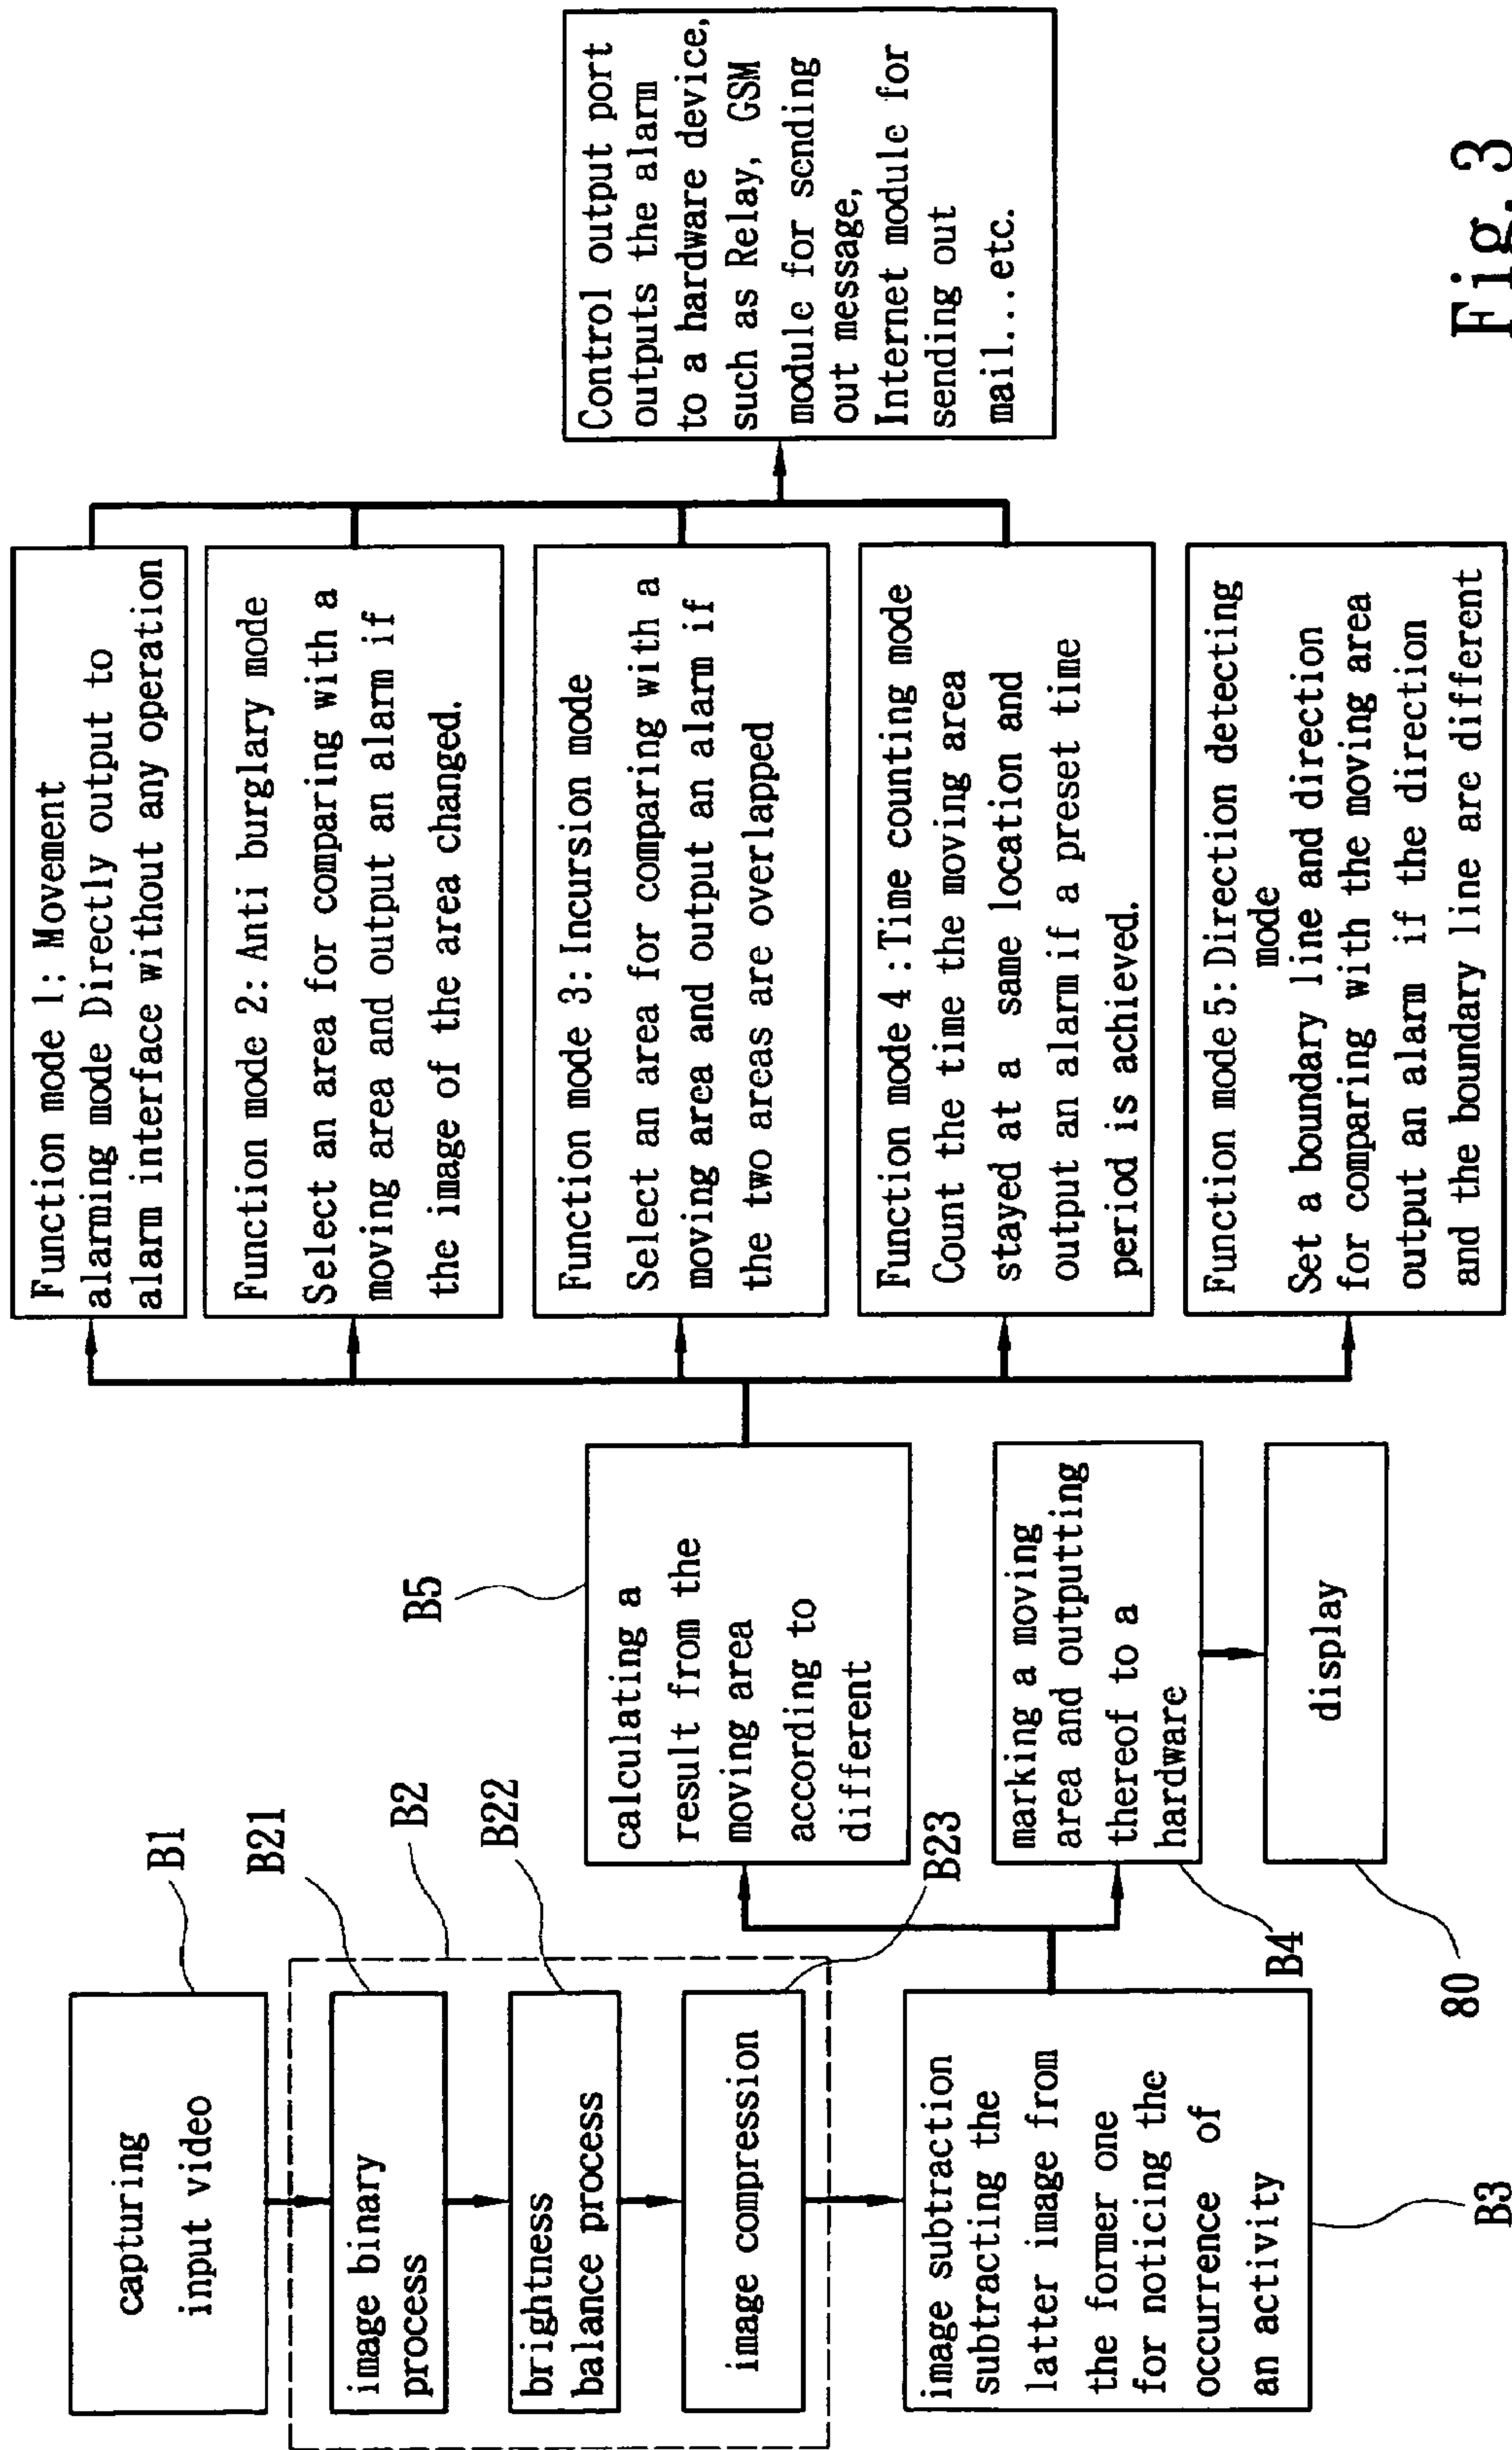 capturing
input video
B1
image binary
process
B21
brightness
balance process
B2
B22
image compression
B23
image subtraction
subtracting the
latter image from
the former one
for noticing the
occurrence of
an activity
B3
calculating a
result from the
moving area
according to
different
B5
marking a moving
area and outputting
thereof to a
hardware
B4
display
80
Function mode 1: Movement
alarming mode Directly output to
alarm interface without any operation
Function mode 2: Anti burglary mode
Select an area for comparing with a
moving area and output an alarm if
the image of the area changed.
Function mode 3: Incursion mode
Select an area for comparing with a
moving area and output an alarm if
the two areas are overlapped
Function mode 4 : Time counting mode
Count the time the moving area
stayed at a same location and
output an alarm if a preset time
period is achieved.
Function mode 5: Direction detecting
mode
Set a boundary line and direction
for comparing with the moving area
output an alarm if the direction
and the boundary line are different
Control output port
outputs the alarm
to a hardware device,
such as Relay, GSM
module for sending
out message,
Internet module for
sending out
mail...etc.
Fig. 3